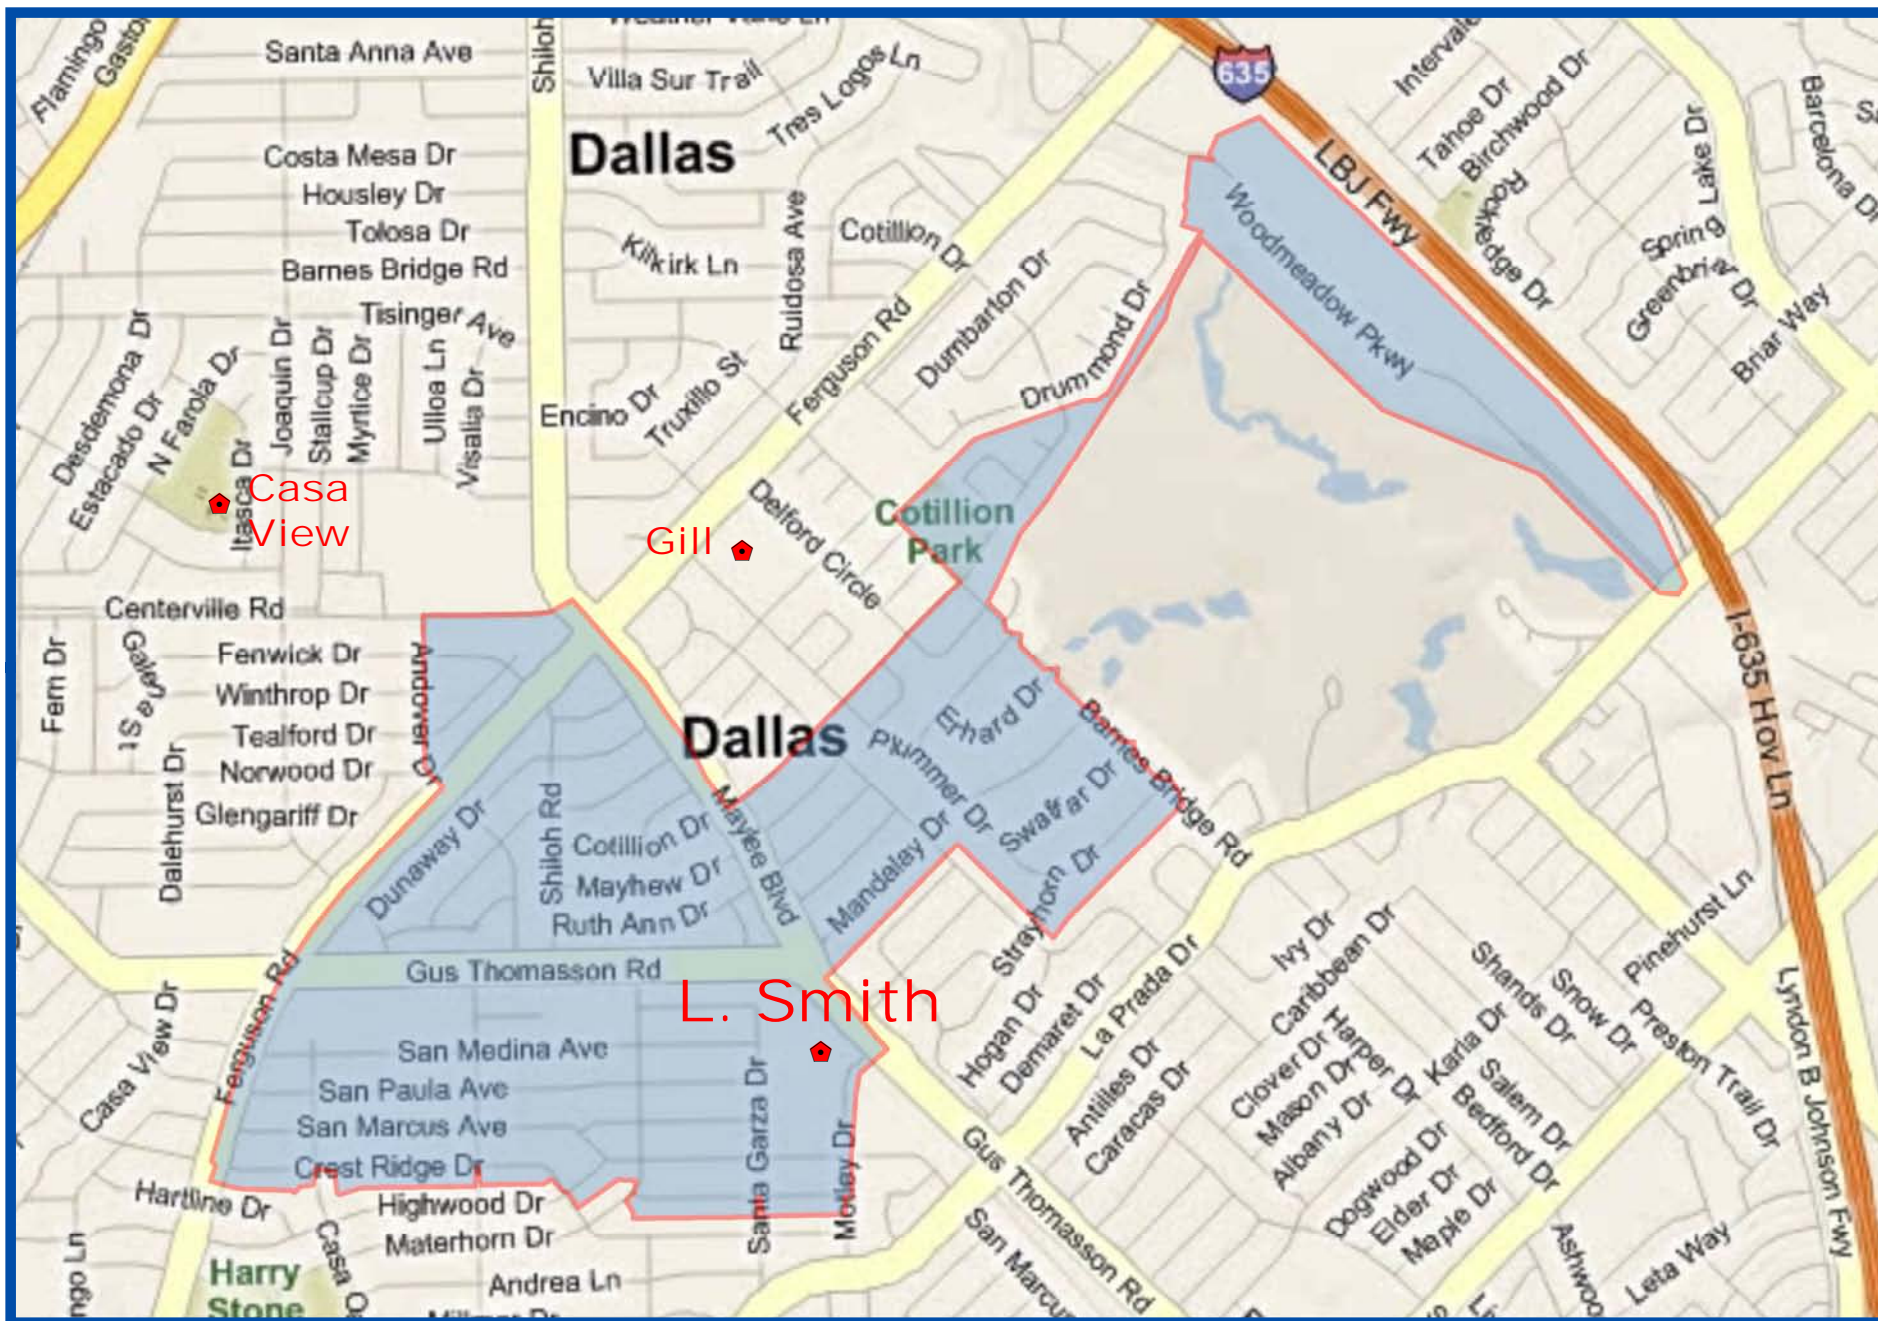 Flamingo
Gaston
Santa Anna Ave
Shiloh
Villa Sur Trail
Tres Logos Ln
635
Intervale
Tahoe Dr
Birchwood Dr
Rockledge Dr
Lake Dr
Barcelona Dr
Dallas
Costa Mesa Dr
Housley Dr
Tolosa Dr
Barnes Bridge Rd
Tisinger Ave
Kilkirk Ln
Ruidosa Ave
Cotillion Dr
Dumbarton Dr
Drummond Dr
Ferguson Rd
Woodmeadow Pkwy
LBJ Fwy
Spring
Greenbriar Dr
Briar Way
Desdemona Dr
Estacado Dr
N Farola Dr
Itasca Dr
Joaquin Dr
Stallcup Dr
Myrtice Dr
Ulloa Ln
Visalia Dr
Encino Dr
Truxillo St
Casa
View
Gill
Delford Circle
Cotillion
Park
Centerville Rd
Fern Dr
Galva
Fenwick Dr
Winthrop Dr
Tealford Dr
Norwood Dr
Glengariff Dr
Dalehurst Dr
Andover Dr
Dallas
Erhard Dr
Plummer Dr
Swafrar Dr
Barnes Bridge Rd
I-635 Hov Ln
Dunaway Dr
Shiloh Rd
Cotillion Dr
Mayhew Dr
Ruth Ann Dr
Maylee Blvd
Mandalay Dr
Strayhorn Dr
Gus Thomasson Rd
L. Smith
Ferguson Rd
Casa View Dr
San Medina Ave
San Paula Ave
San Marcus Ave
Crest Ridge Dr
Santa Garza Dr
Motley Dr
Hogan Dr
Demaret Dr
La Prada Dr
Antilles Dr
Caracas Dr
Ivy Dr
Caribbean Dr
Clover Dr
Mason Dr
Albany Dr
Harper Dr
Karla Dr
Salem Dr
Bedford Dr
Dogwood Dr
Elder Dr
Maple Dr
Shands Dr
Snow Dr
Pinehurst Ln
Preston Trail Dr
Lyndon B Johnson Fwy
Hartline Dr
Highwood Dr
Materhorn Dr
Andrea Ln
Casa
Harry
Stone
ngo Ln
Gus Thomasson Rd
San Marcus
Ashwoo
Leta Way